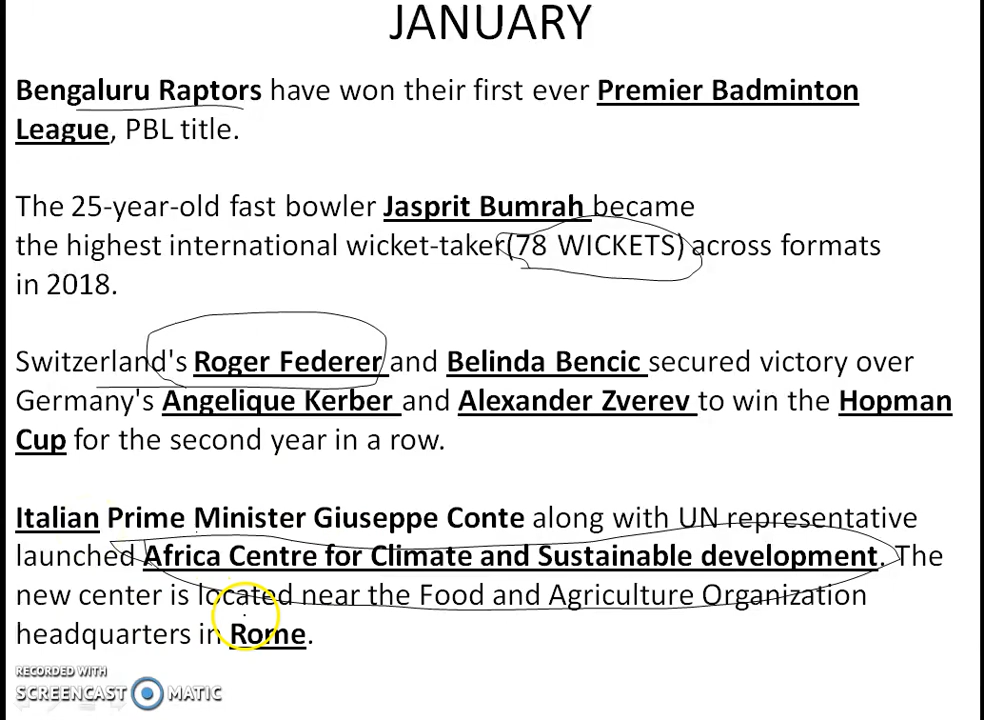 JANUARY
Bengaluru Raptors have won their first ever Premier Badminton
League, PBL title.
The 25-year-old fast bowler Jasprit Bumrah became
the highest international wicket-taker(78 WICKETS) across formats
in 2018.
Switzerland's Roger Federer and Belinda Bencic secured victory over
Germany's Angelique Kerber and Alexander Zverev to win the Hopman
Cup for the second year in a row.
Italian Prime Minister Giuseppe Conte along with UN representative
launched Africa Centre for Climate and Sustainable development. The
new center is located near the Food and Agriculture Organization
headquarters in Rome.
RECORDED WITH
SCREENCAST MATIC